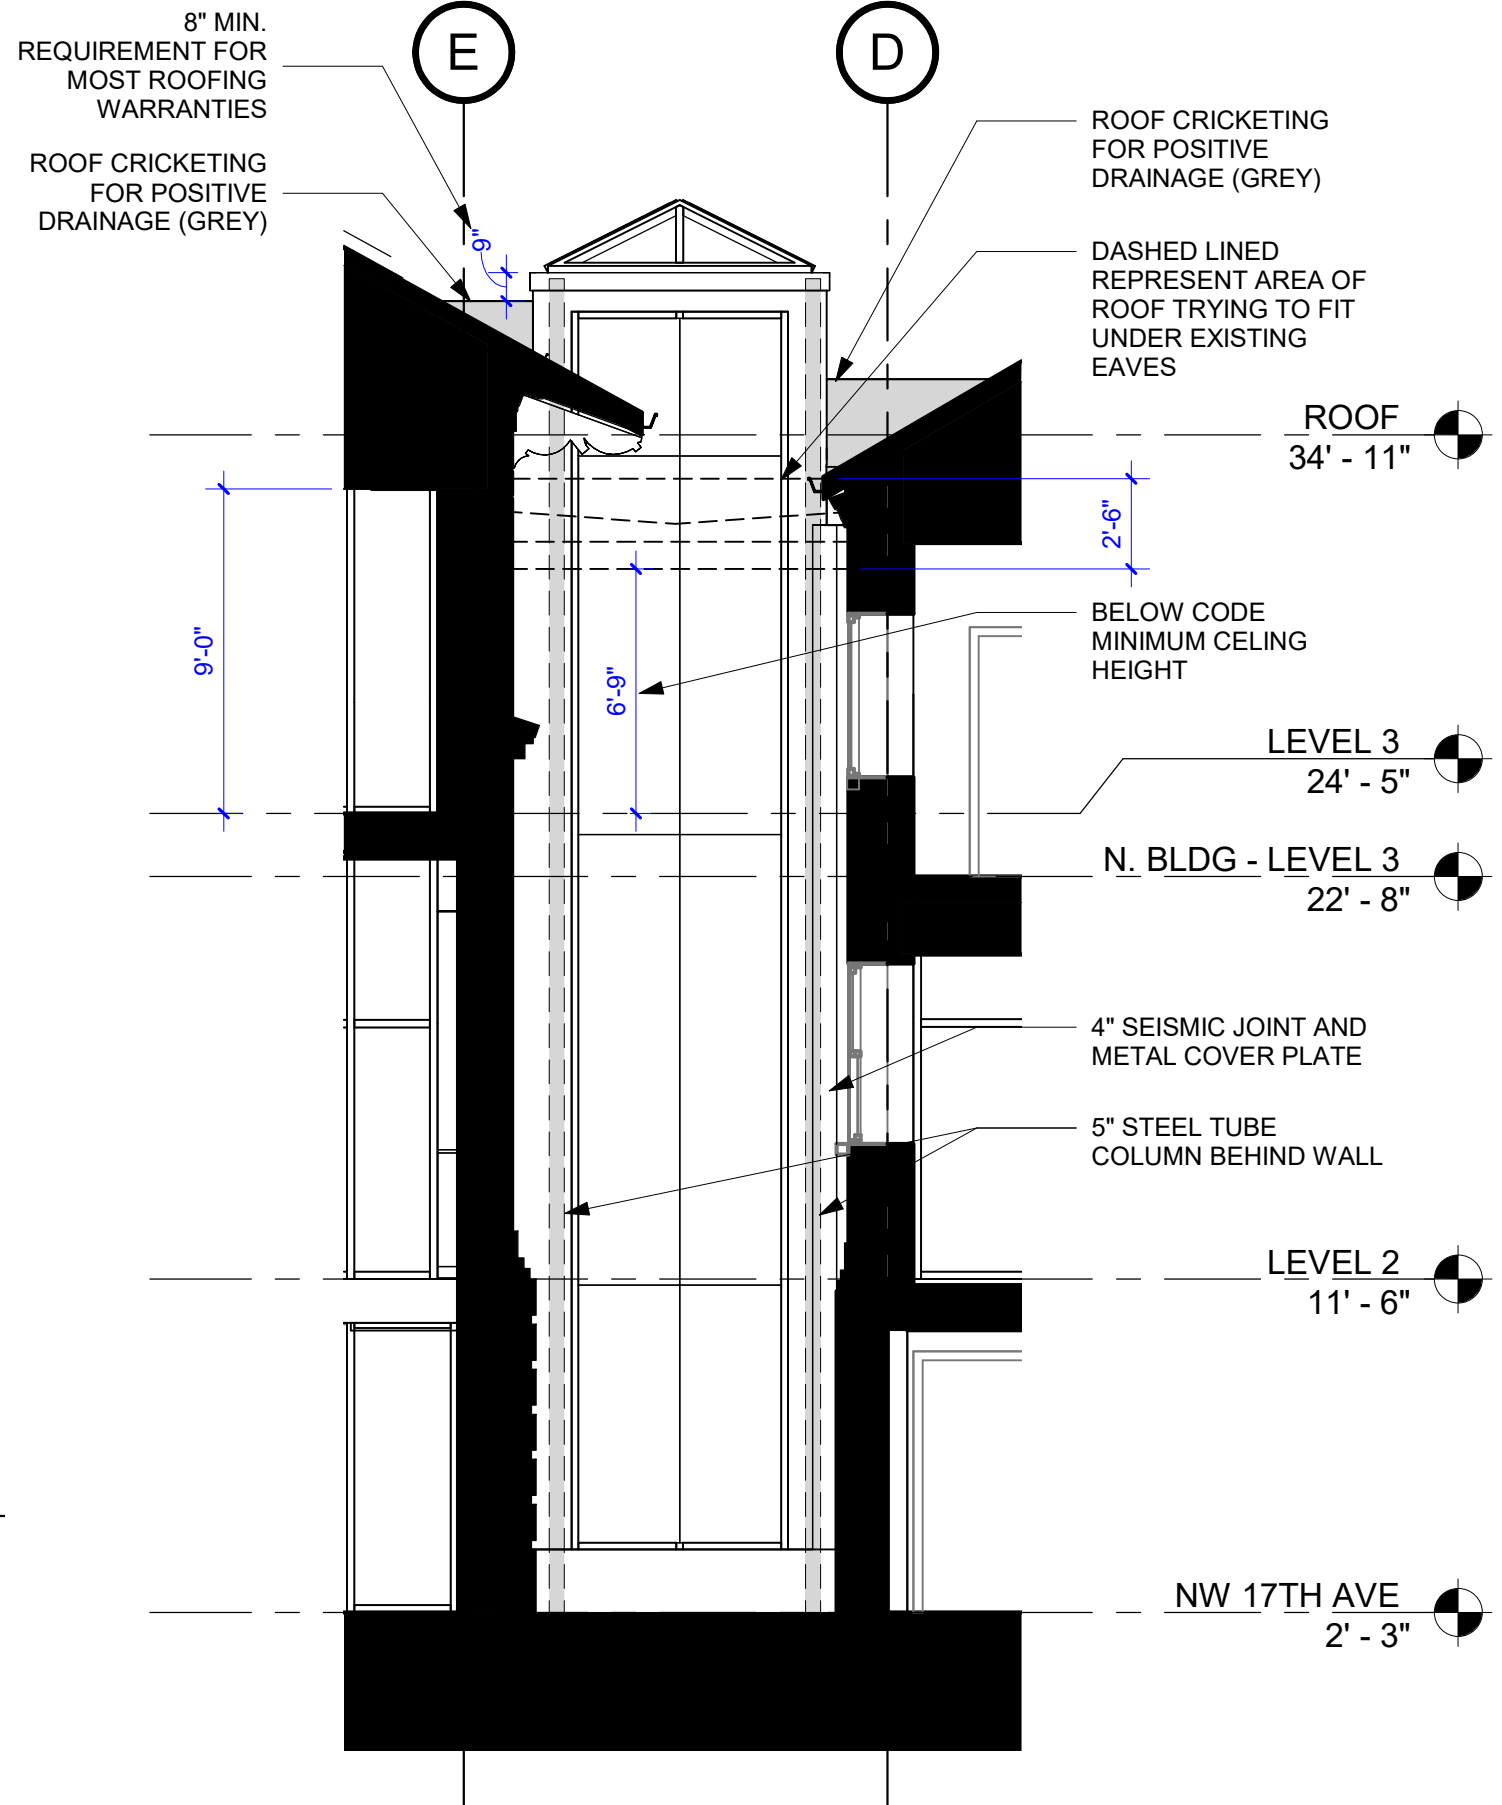 8" MIN.
REQUIREMENT FOR
MOST ROOFING
WARRANTIES
E
D
ROOF CRICKETING
FOR POSITIVE
DRAINAGE (GREY)
ROOF CRICKETING
FOR POSITIVE
DRAINAGE (GREY)
9"
DASHED LINED
REPRESENT AREA OF
ROOF TRYING TO FIT
UNDER EXISTING
EAVES
ROOF
34' - 11"
2'-6"
9'-0"
6'-9"
BELOW CODE
MINIMUM CELING
HEIGHT
LEVEL 3
24' - 5"
N. BLDG - LEVEL 3
22' - 8"
4" SEISMIC JOINT AND
METAL COVER PLATE
5" STEEL TUBE
COLUMN BEHIND WALL
LEVEL 2
11' - 6"
NW 17TH AVE
2' - 3"